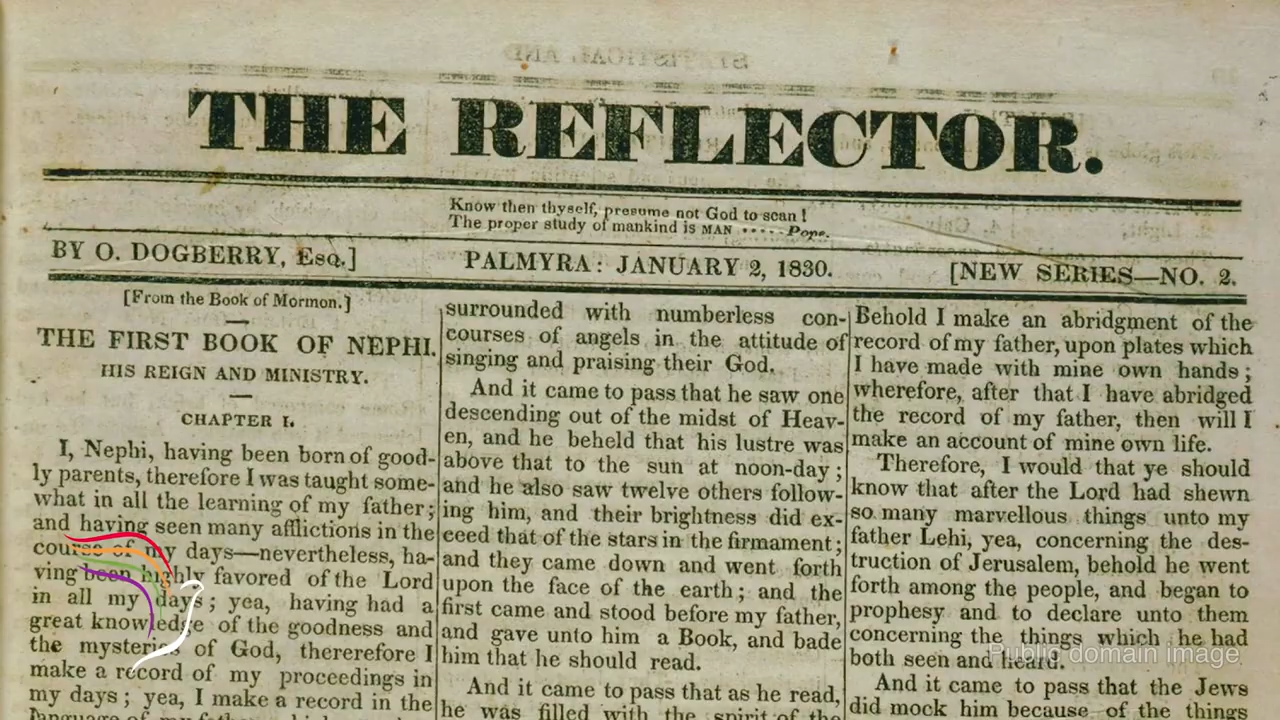 THE REFLECTOR.
Know then thyself, presume not God to scan!
The proper study of mankind is MAN ····· Pope.
BY O. DOGBERRY, Esq.]
PALMYRA: JANUARY 2, 1830.
[NEW SERIES—NO. 2.
[From the Book of Mormon.]
THE FIRST BOOK OF NEPHI.
HIS REIGN AND MINISTRY.
CHAPTER I.
I, Nephi, having been born of good-
ly parents, therefore I was taught some-
what in all the learning of my father;
and having seen many afflictions in the
course of my days—nevertheless, ha-
ving been highly favored of the Lord
in all my days; yea, having had a
great knowledge of the goodness and
the mysteries of God, thererefore I
make a record of my proceedings in
my days; yea, I make a record in the
language of my father
surrounded with numberless con-
courses of angels in the attitude of
singing and praising their God.
And it came to pass that he saw one
descending out of the midst of Heav-
en, and he beheld that his lustre was
above that to the sun at noon-day;
and he also saw twelve others follow-
ing him, and their brightness did ex-
ceed that of the stars in the firmament;
and they came down and went forth
upon the face of the earth; and the
first came and stood before my father,
and gave unto him a Book, and bade
him that he should read.
And it came to pass that as he read,
he was filled with the spirit of the
Behold I make an abridgment of the
record of my father, upon plates which
I have made with mine own hands;
wherefore, after that I have abridged
the record of my father, then will I
make an account of mine own life.
Therefore, I would that ye should
know that after the Lord had shewn
so many marvellous things unto my
father Lehi, yea, concerning the des-
truction of Jerusalem, behold he went
forth among the people, and began to
prophesy and to declare unto them
concerning the things which he had
both seen and heard.
And it came to pass that the Jews
did mock him because of the things
Public domain image